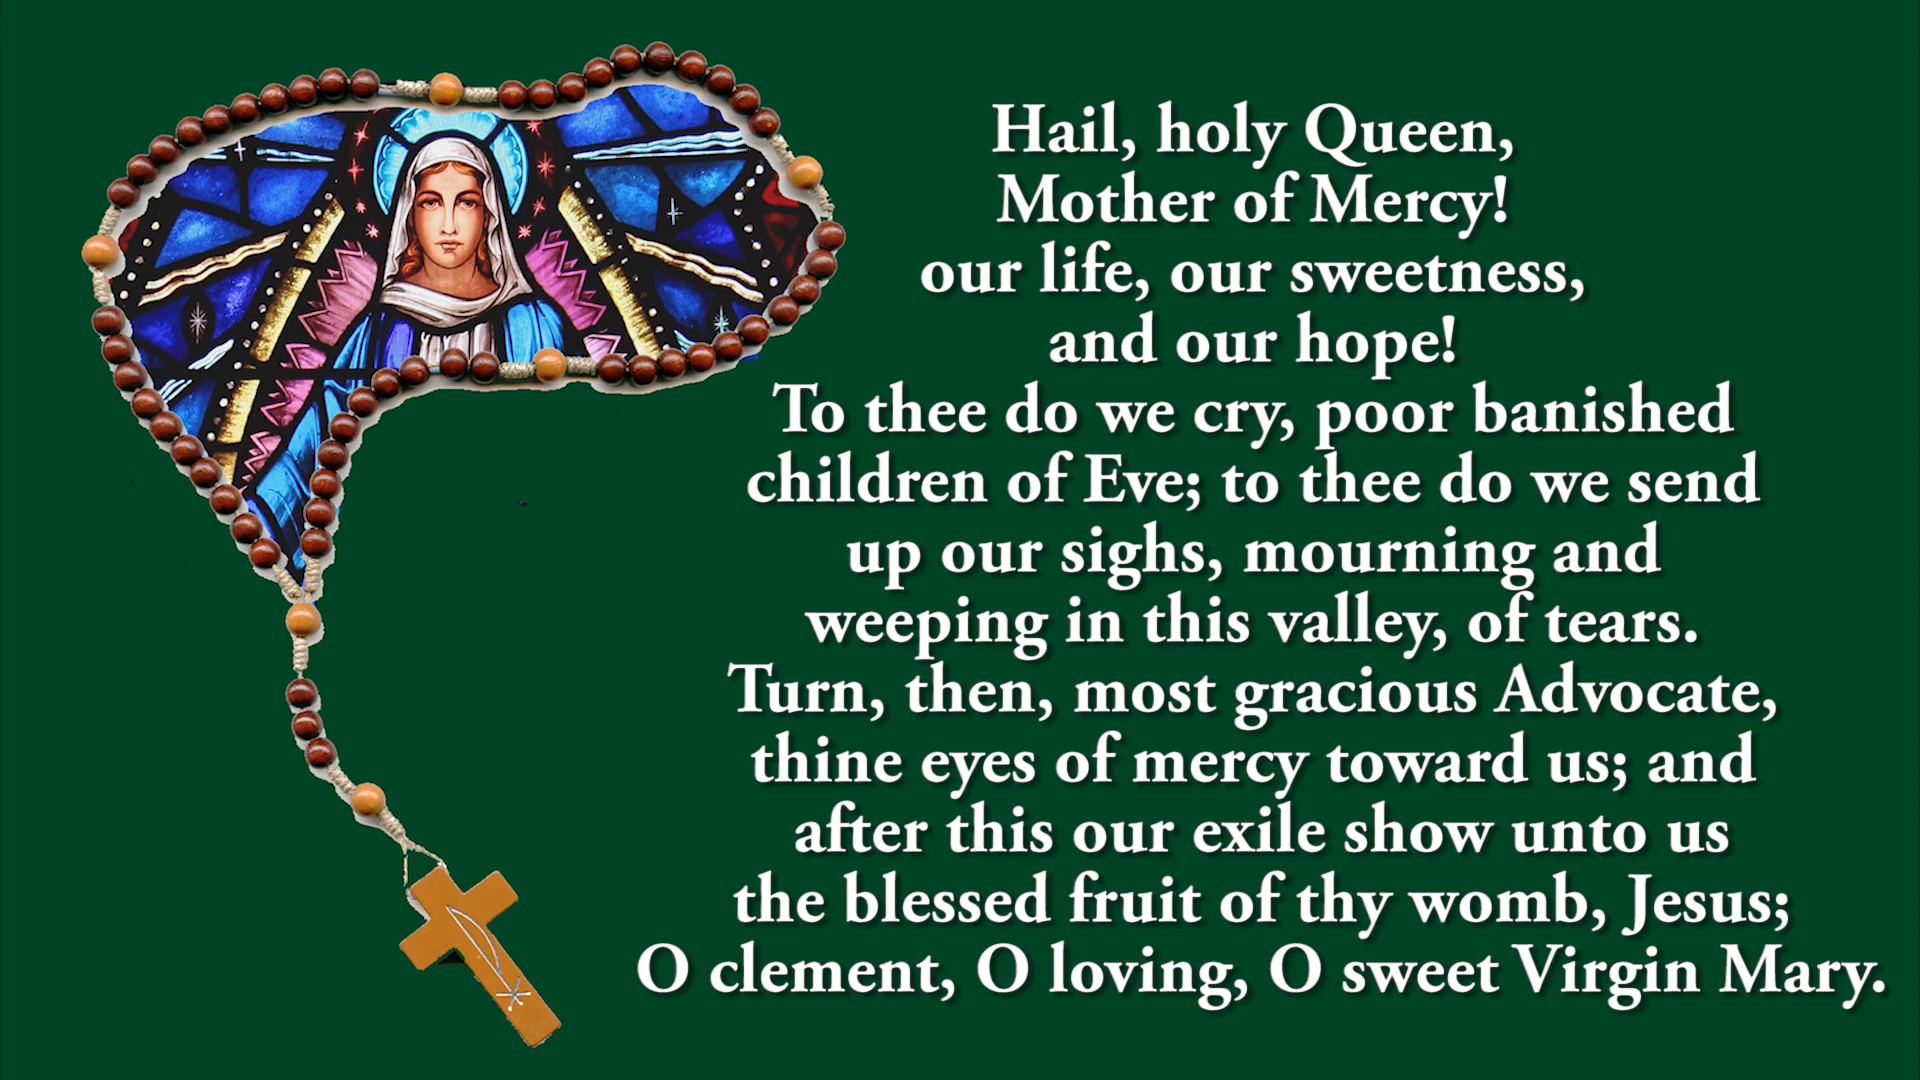 Hail, holy Queen,
Mother of Mercy!
our life, our sweetness,
and our hope!
To thee do we cry, poor banished
children of Eve; to thee do we send
up our sighs, mourning and
weeping in this valley, of tears.
Turn, then, most gracious Advocate,
thine eyes of mercy toward us; and
after this our exile show unto us
the blessed fruit of thy womb, Jesus;
O clement, O loving, O sweet Virgin Mary.